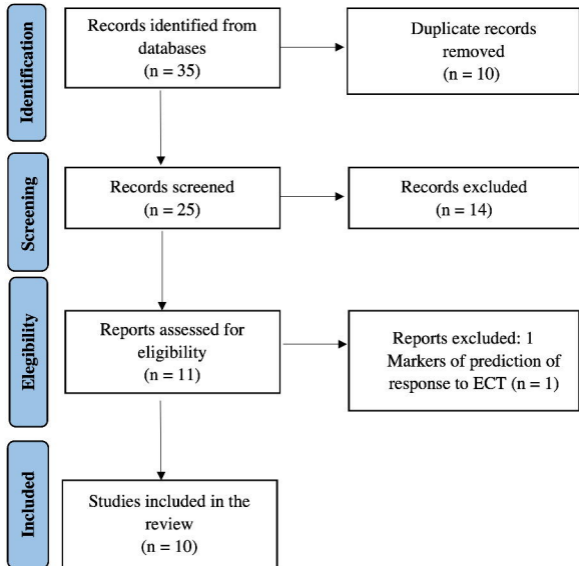 Identification
Records identified from
databases
(n = 35)
Duplicate records
removed
(n = 10)
Screening
Records screened
(n = 25)
Records excluded
(n = 14)
Elegibility
Reports assessed for
eligibility
(n = 11)
Reports excluded: 1
Markers of prediction of
response to ECT (n = 1)
Included
Studies included in the
review
(n = 10)